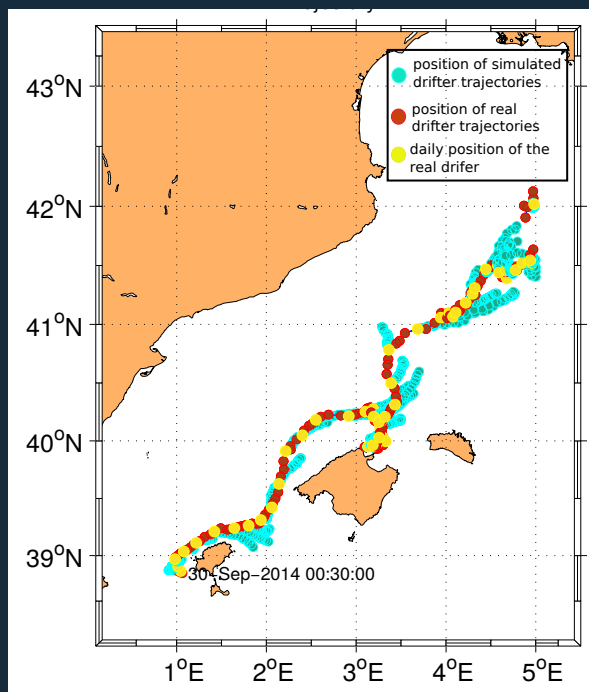 position of simulated
drifter trajectories
position of real
drifter trajectories
daily position of the
real drifer
43°N
42°N
41°N
40°N
39°N
30-Sep-2014 00:30:00
1°E
2°E
3°E
4°E
5°E